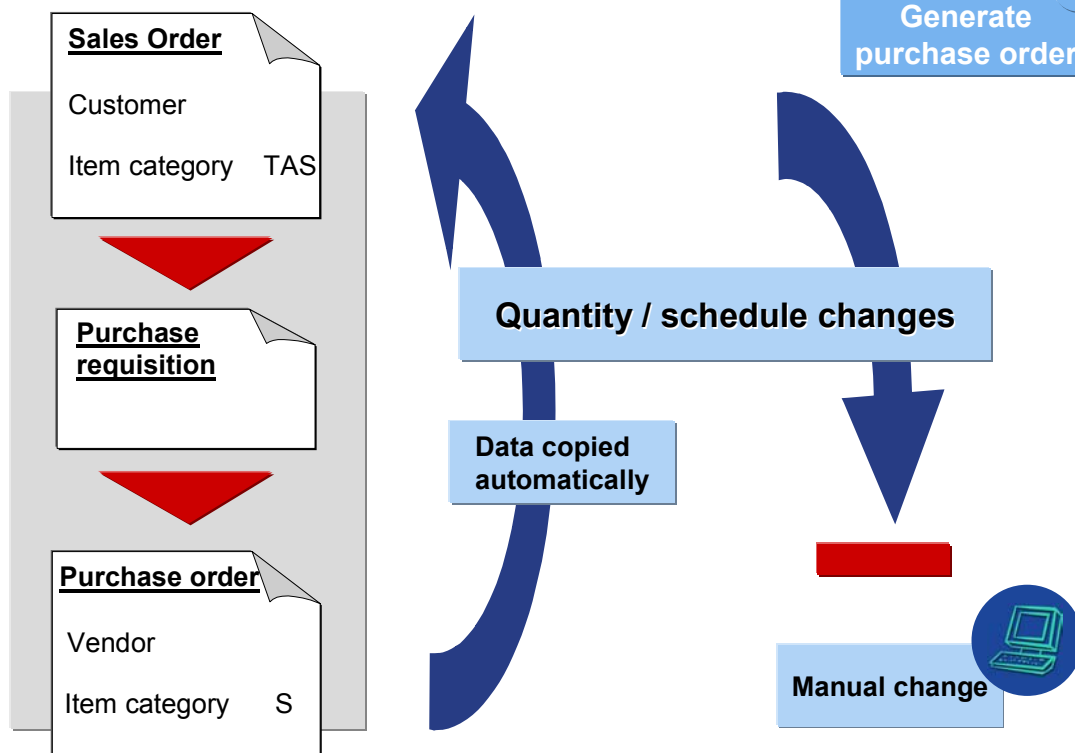 Sales Order
Customer
Item category TAS
Purchase
requisition
Purchase order
Vendor
Item category S
Generate
purchase order
Quantity / schedule changes
Data copied
automatically
Manual change